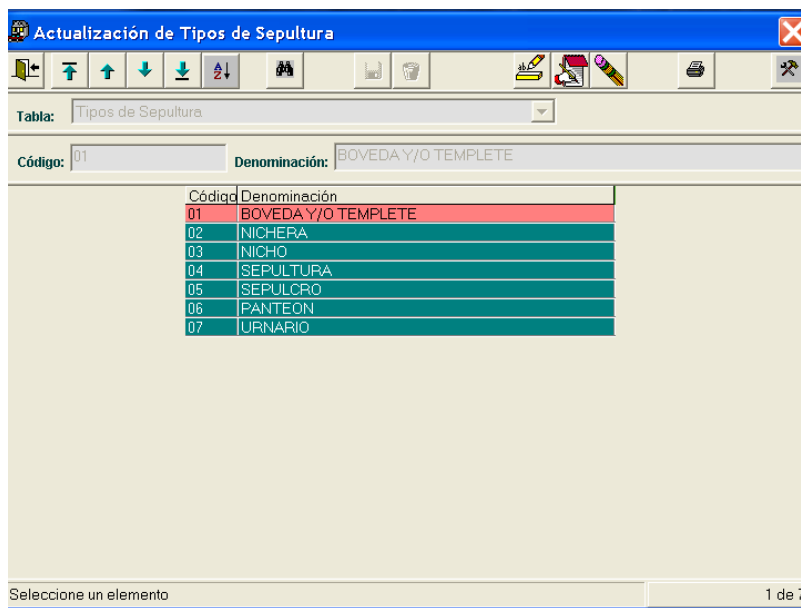 Actualización de Tipos de Sepultura
Tabla: Tipos de Sepultura
Código: 01 Denominación: BOVEDA Y/O TEMPLETE
Código Denominación
01 BOVEDA Y/O TEMPLETE
02 NICHERA
03 NICHO
04 SEPULTURA
05 SEPULCRO
06 PANTEON
07 URNARIO
Seleccione un elemento 1 de 7